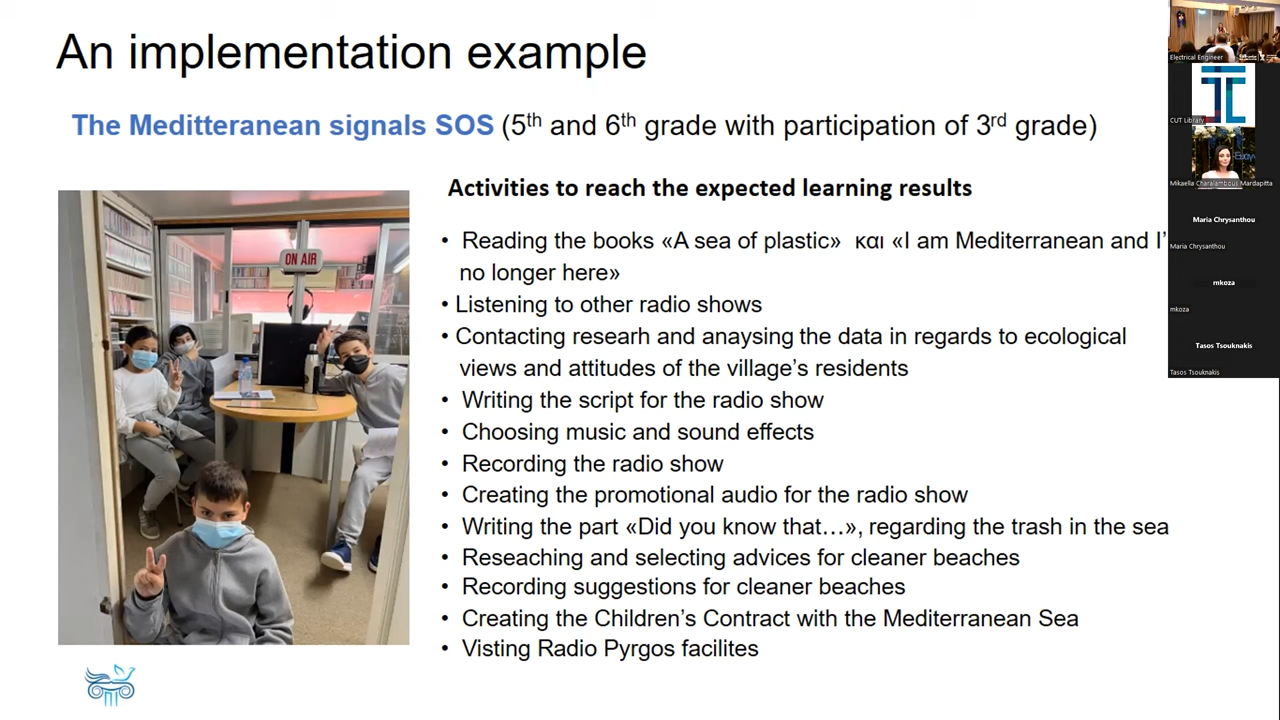 An implementation example
The Meditteranean signals SOS (5th and 6th grade with participation of 3rd grade)
Activities to reach the expected learning results
• Reading the books «A sea of plastic» και «I am Mediterranean and I'
no longer here»
• Listening to other radio shows
• Contacting researh and anaysing the data in regards to ecological
views and attitudes of the village's residents
• Writing the script for the radio show
• Choosing music and sound effects
• Recording the radio show
• Creating the promotional audio for the radio show
• Writing the part «Did you know that…», regarding the trash in the sea
• Reseaching and selecting advices for cleaner beaches
• Recording suggestions for cleaner beaches
• Creating the Children's Contract with the Mediterranean Sea
• Visting Radio Pyrgos facilites
ON AIR
Electrical Engineer
CUT Library
Mikaella Charalambous Mardapitta
Maria Chrysanthou
Maria Chrysanthou
mkoza
mkoza
Tasos Tsouknakis
Tasos Tsouknakis